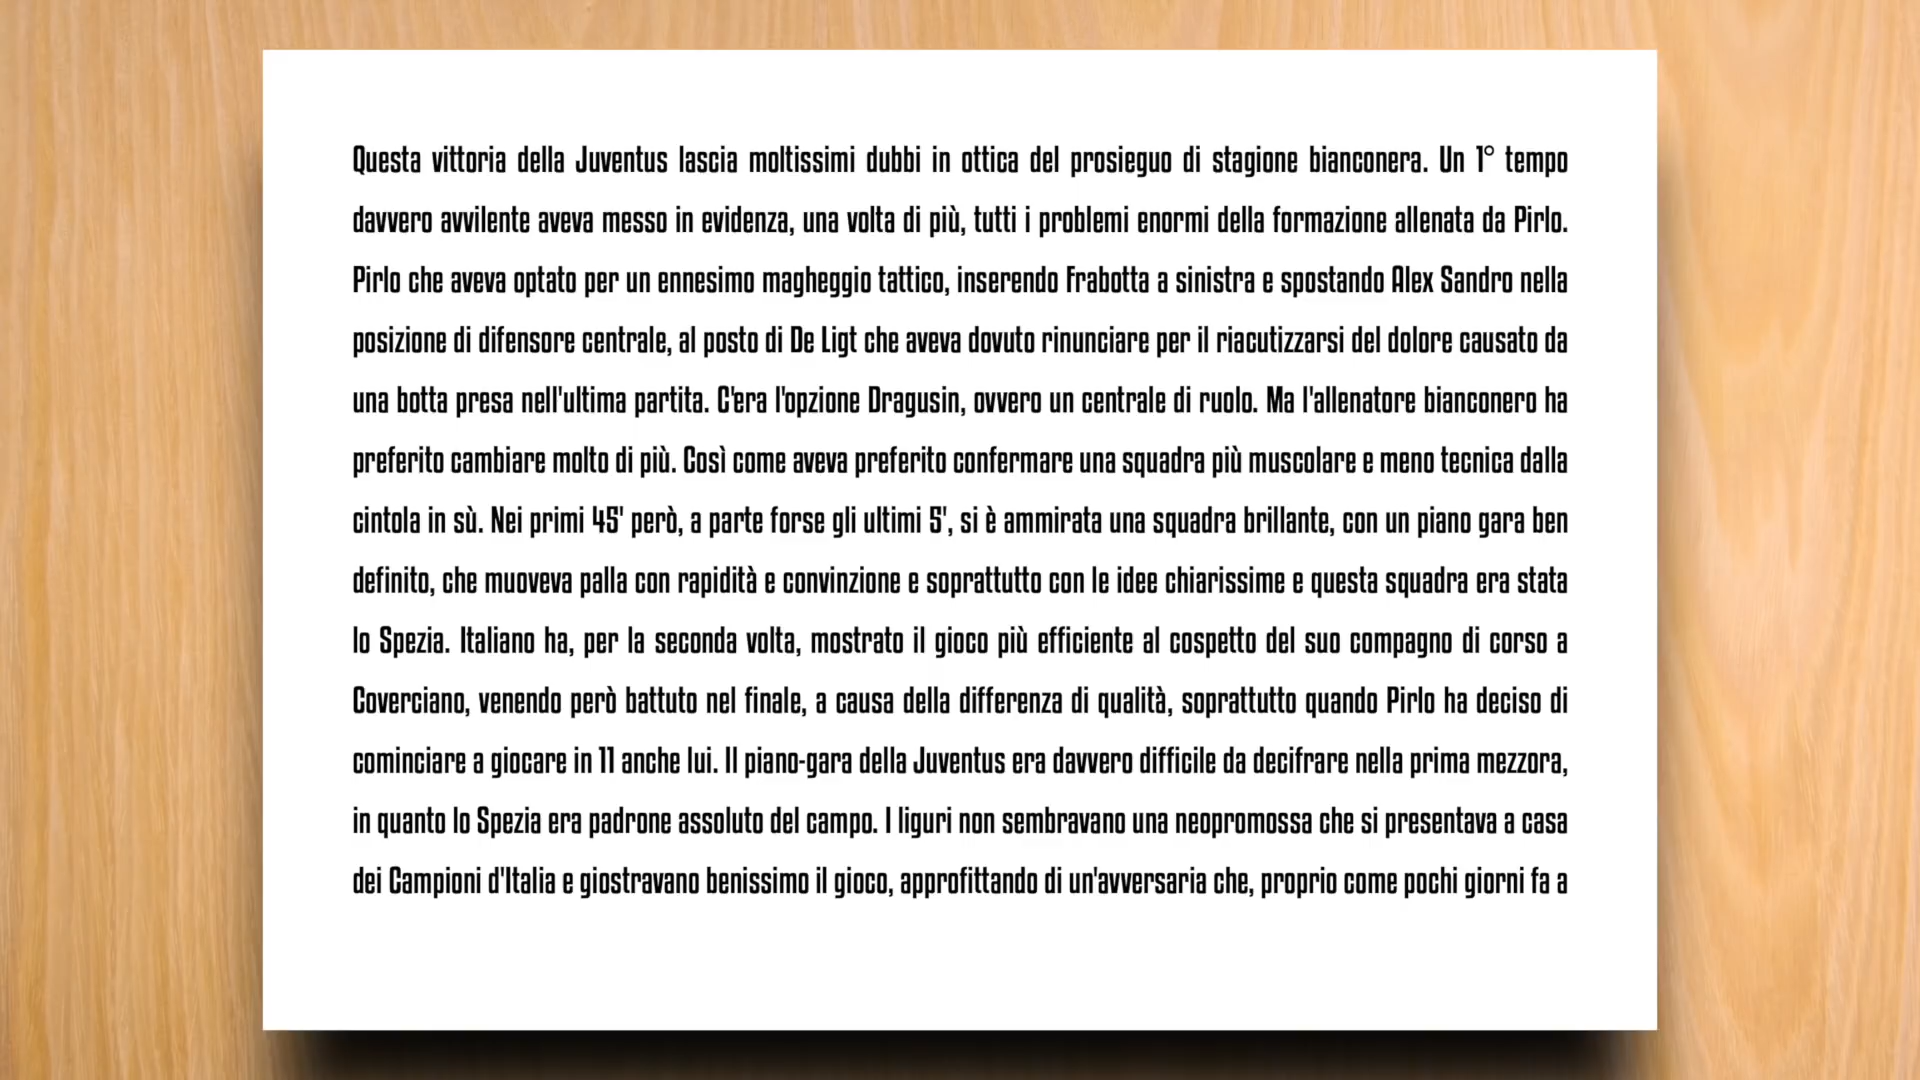 Questa vittoria della Juventus lascia moltissimi dubbi in ottica del prosieguo di stagione bianconera. Un 1° tempo
davvero avvilente aveva messo in evidenza, una volta di più, tutti i problemi enormi della formazione allenata da Pirlo.
Pirlo che aveva optato per un ennesimo magheggio tattico, inserendo Frabotta a sinistra e spostando Alex Sandro nella
posizione di difensore centrale, al posto di De Ligt che aveva dovuto rinunciare per il riacutizzarsi del dolore causato da
una botta presa nell'ultima partita. C'era l'opzione Dragusin, ovvero un centrale di ruolo. Ma l'allenatore bianconero ha
preferito cambiare molto di più. Così come aveva preferito confermare una squadra più muscolare e meno tecnica dalla
cintola in sù. Nei primi 45' però, a parte forse gli ultimi 5', si è ammirata una squadra brillante, con un piano gara ben
definito, che muoveva palla con rapidità e convinzione e soprattutto con le idee chiarissime e questa squadra era stata
lo Spezia. Italiano ha, per la seconda volta, mostrato il gioco più efficiente al cospetto del suo compagno di corso a
Coverciano, venendo però battuto nel finale, a causa della differenza di qualità, soprattutto quando Pirlo ha deciso di
cominciare a giocare in 11 anche lui. Il piano-gara della Juventus era davvero difficile da decifrare nella prima mezzora,
in quanto lo Spezia era padrone assoluto del campo. I liguri non sembravano una neopromossa che si presentava a casa
dei Campioni d'Italia e giostravano benissimo il gioco, approfittando di un'avversaria che, proprio come pochi giorni fa a